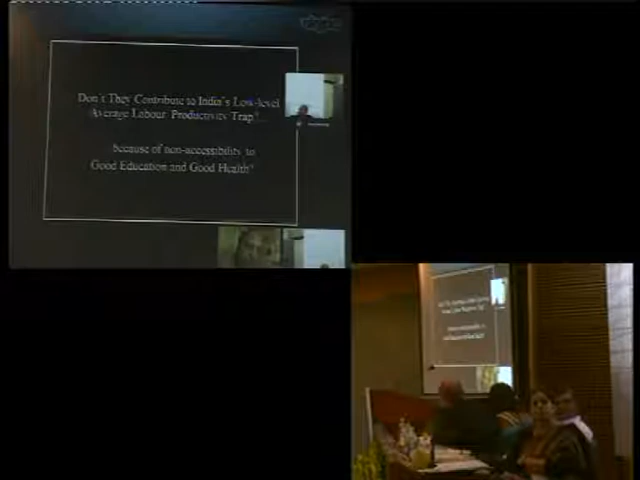 Don't They Contribute to India's Low-level
Average Labour Productivity Trap?
because of non-accessibility to
Good Education and Good Health?